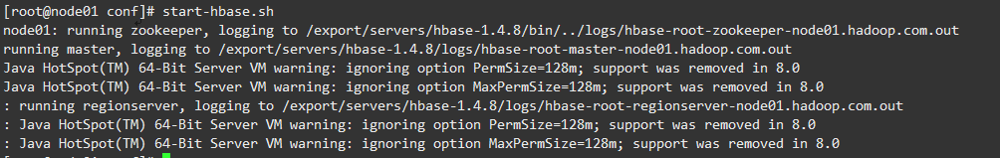 [root@node01 conf]# start-hbase.sh
node01: running zookeeper, logging to /export/servers/hbase-1.4.8/bin/../logs/hbase-root-zookeeper-node01.hadoop.com.out
running master, logging to /export/servers/hbase-1.4.8/logs/hbase-root-master-node01.hadoop.com.out
Java HotSpot(TM) 64-Bit Server VM warning: ignoring option PermSize=128m; support was removed in 8.0
Java HotSpot(TM) 64-Bit Server VM warning: ignoring option MaxPermSize=128m; support was removed in 8.0
: running regionserver, logging to /export/servers/hbase-1.4.8/logs/hbase-root-regionserver-node01.hadoop.com.out
: Java HotSpot(TM) 64-Bit Server VM warning: ignoring option PermSize=128m; support was removed in 8.0
: Java HotSpot(TM) 64-Bit Server VM warning: ignoring option MaxPermSize=128m; support was removed in 8.0